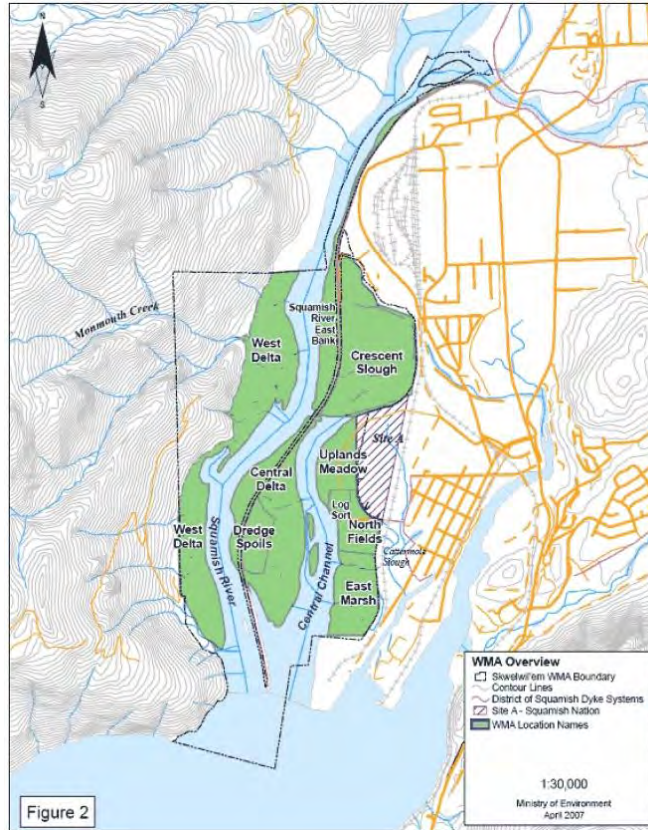 N
S
Monmouth Creek
West
Delta
Squamish
River
East
Bank
Crescent
Slough
Site A
Uplands
Meadow
Central
Delta
Log
Sort
North
Fields
Dredge
Spoils
West
Delta
Squamish River
Central Channel
Cattermole
Slough
East
Marsh
WMA Overview
Skwelwil'em WMA Boundary
Contour Lines
District of Squamish Dyke Systems
Site A - Squamish Nation
WMA Location Names
1:30,000
Ministry of Environment
April 2007
Figure 2